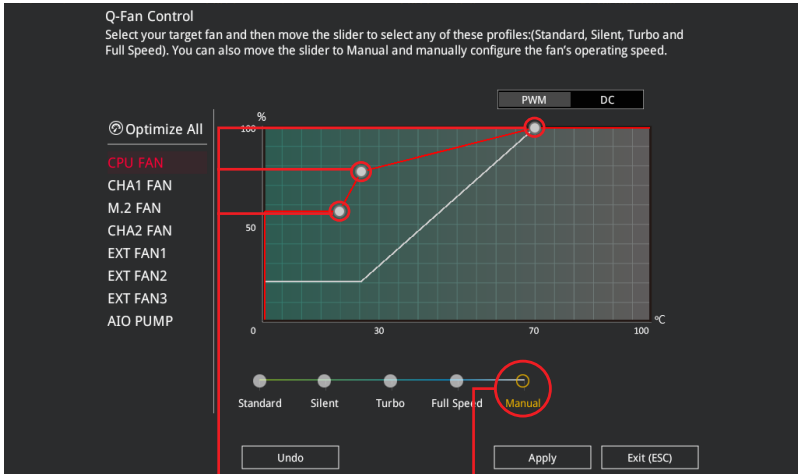 Q-Fan Control
Select your target fan and then move the slider to select any of these profiles:(Standard, Silent, Turbo and
Full Speed). You can also move the slider to Manual and manually configure the fan's operating speed.
PWM DC
Optimize All
CPU FAN
CHA1 FAN
M.2 FAN
CHA2 FAN
EXT FAN1
EXT FAN2
EXT FAN3
AIO PUMP
%
100
50
0 30 70 100
ºC
Standard Silent Turbo Full Speed Manual
Undo Apply Exit (ESC)